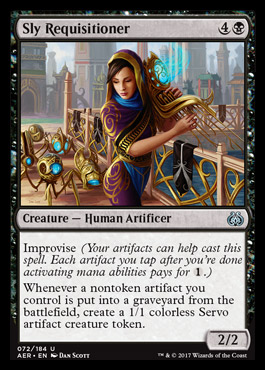 Sly Requisitioner 4
Creature — Human Artificer
Improvise (Your artifacts can help cast this
spell. Each artifact you tap after you're done
activating mana abilities pays for 1.)
Whenever a nontoken artifact you
control is put into a graveyard from the
battlefield, create a 1/1 colorless Servo
artifact creature token.
2/2
072/184 U
AER • EN Dan Scott ™ & © 2017 Wizards of the Coast